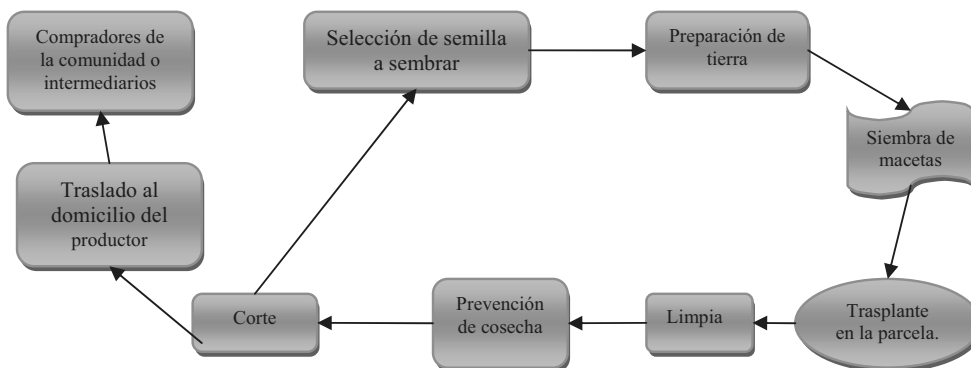 Compradores de
la comunidad o
intermediarios
Selección de semilla
a sembrar
Preparación de
tierra
Siembra de
macetas
Traslado al
domicilio del
productor
Corte
Prevención
de cosecha
Limpia
Trasplante
en la parcela.